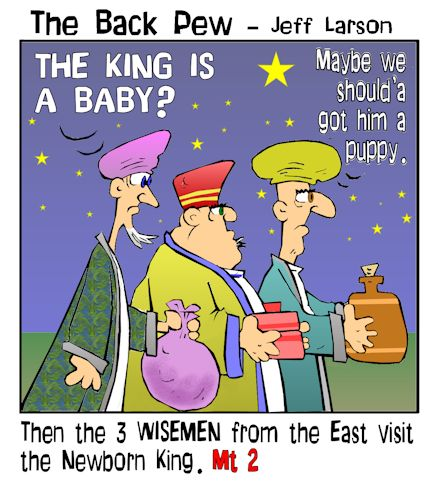 The Back Pew – Jeff Larson
THE KING IS
A BABY?
Maybe we
should'a
got him a
puppy.
Then the 3 WISEMEN from the East visit
the Newborn King. Mt 2